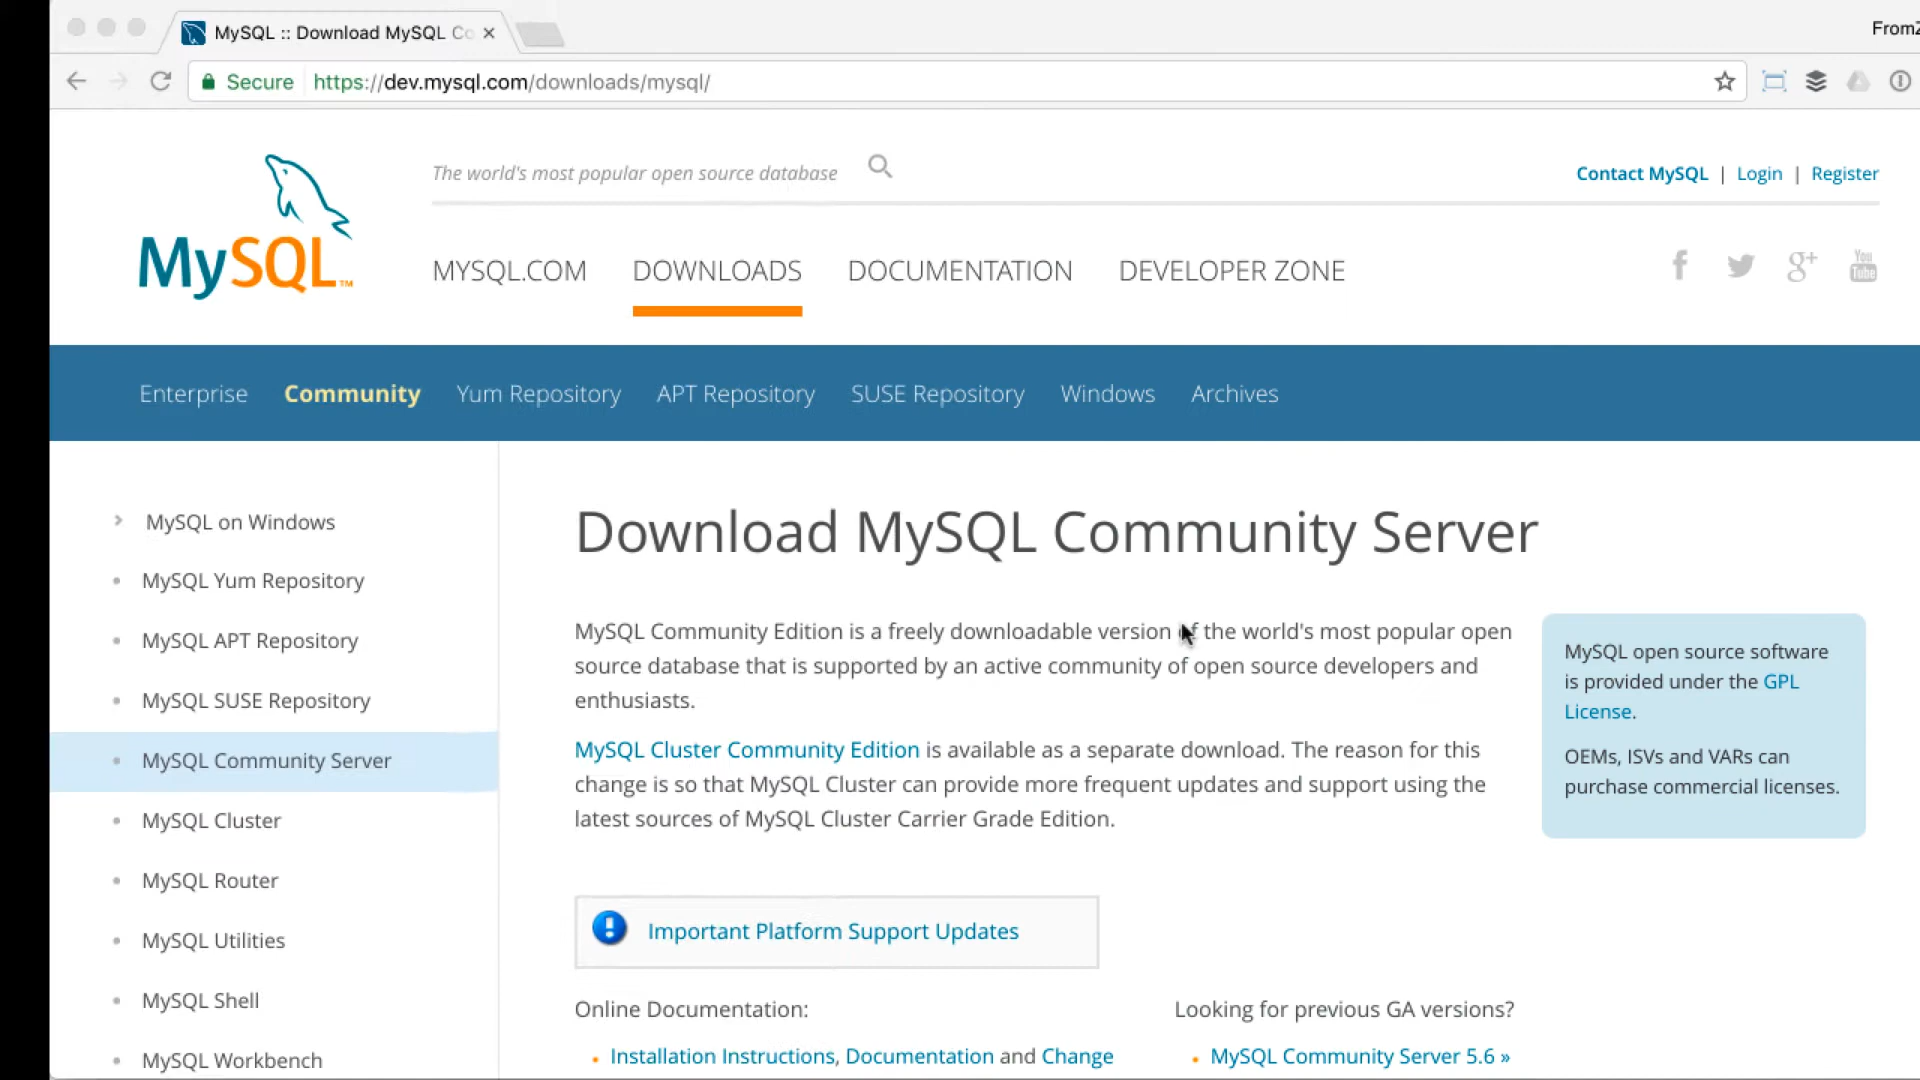 MySQL :: Download MySQL Co
Secure https://dev.mysql.com/downloads/mysql/
The world's most popular open source database
Contact MySQL | Login | Register
MySQL™
MYSQL.COM DOWNLOADS DOCUMENTATION DEVELOPER ZONE
f g+ You Tube
Enterprise Community Yum Repository APT Repository SUSE Repository Windows Archives
MySQL on Windows
MySQL Yum Repository
MySQL APT Repository
MySQL SUSE Repository
MySQL Community Server
MySQL Cluster
MySQL Router
MySQL Utilities
MySQL Shell
MySQL Workbench
Download MySQL Community Server
MySQL Community Edition is a freely downloadable version of the world's most popular open
source database that is supported by an active community of open source developers and
enthusiasts.
MySQL Cluster Community Edition is available as a separate download. The reason for this
change is so that MySQL Cluster can provide more frequent updates and support using the
latest sources of MySQL Cluster Carrier Grade Edition.
MySQL open source software
is provided under the GPL
License.
OEMs, ISVs and VARs can
purchase commercial licenses.
Important Platform Support Updates
Online Documentation:
Installation Instructions, Documentation and Change
Looking for previous GA versions?
MySQL Community Server 5.6 »